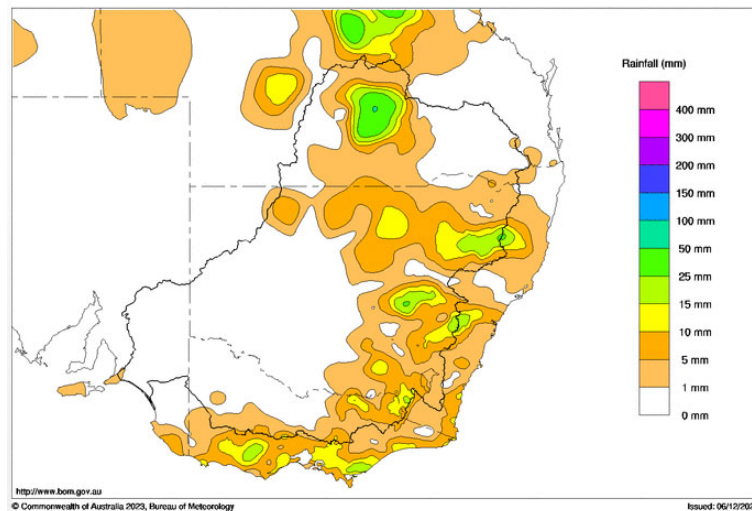 Rainfall (mm)
400 mm
300 mm
200 mm
150 mm
100 mm
50 mm
25 mm
15 mm
10 mm
5 mm
1 mm
0 mm
http://www.bom.gov.au
© Commonwealth of Australia 2023, Bureau of Meteorology
Issued: